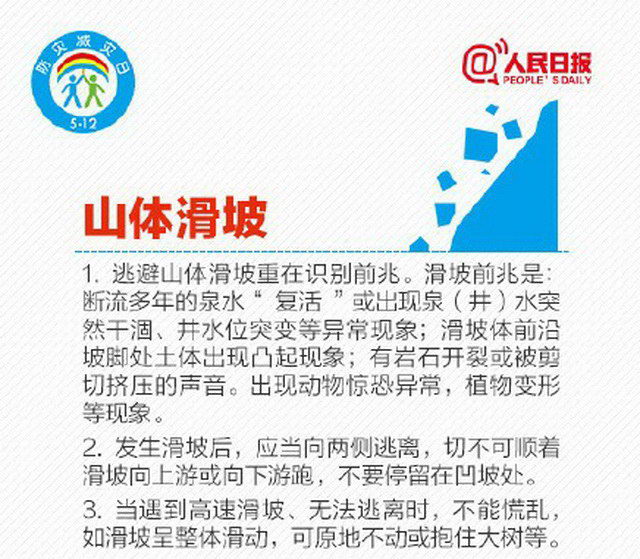 防灾减灾日
5·12
@人民日报
PEOPLE'S DAILY
山体滑坡
1. 逃避山体滑坡重在识别前兆。滑坡前兆是:
断流多年的泉水“复活”或出现泉（井）水突
然干涸、井水位突变等异常现象；滑坡体前沿
坡脚处土体出现凸起现象；有岩石开裂或被剪
切挤压的声音。出现动物惊恐异常，植物变形
等现象。
2. 发生滑坡后，应当向两侧逃离，切不可顺着
滑坡向上游或向下游跑，不要停留在凹坡处。
3. 当遇到高速滑坡、无法逃离时，不能慌乱，
如滑坡呈整体滑动，可原地不动或抱住大树等。